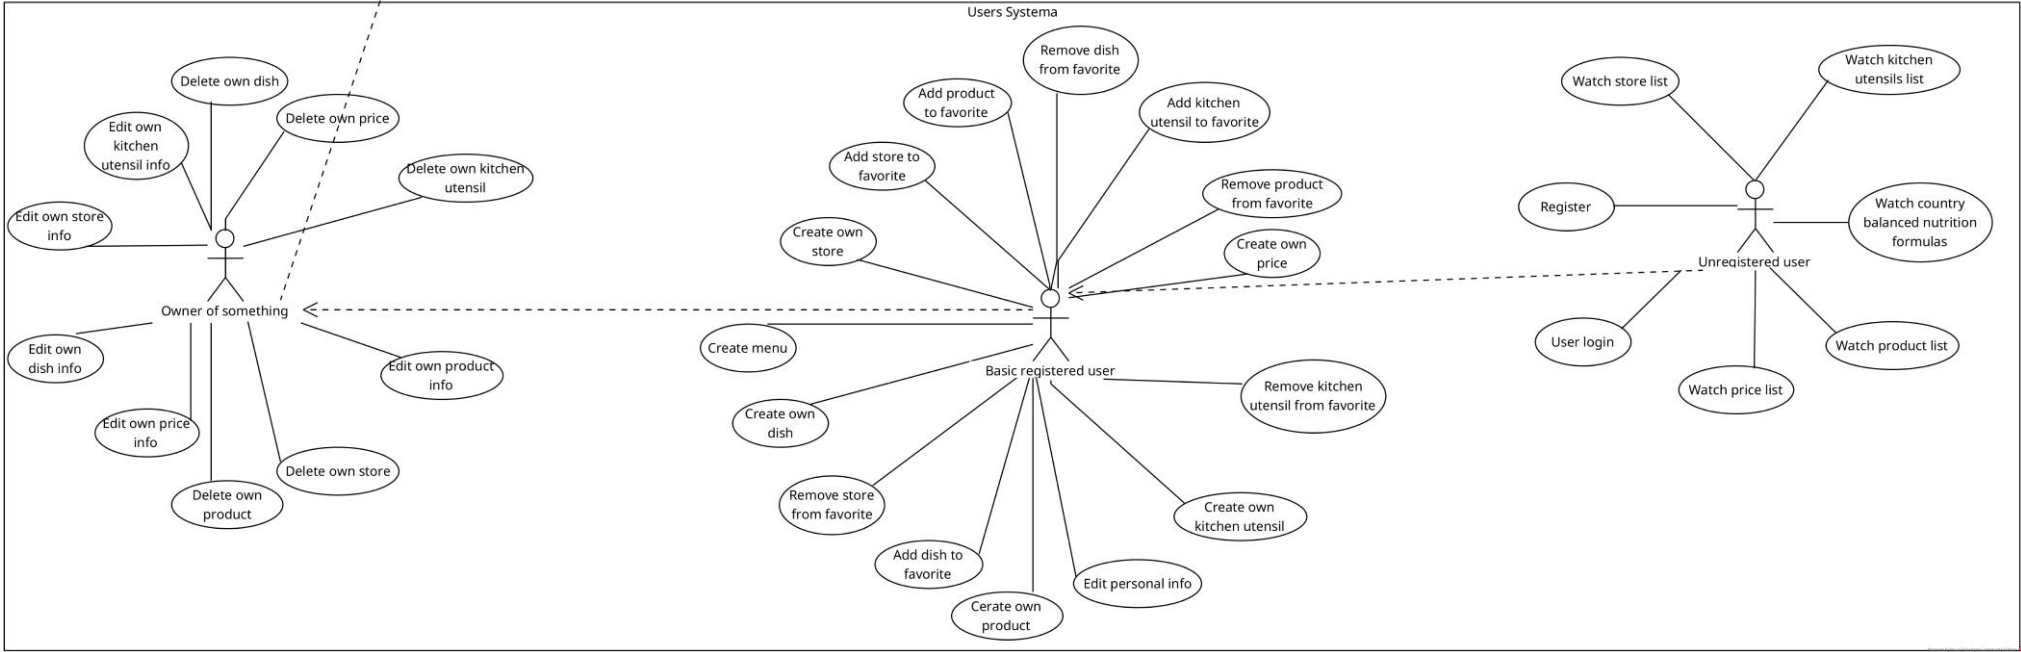 Users Systema
Delete own dish
Delete own price
Edit own
kitchen
utensil info
Delete own kitchen
utensil
Edit own store
info
Owner of something
Edit own
dish info
Edit own product
info
Edit own price
info
Delete own store
Delete own
product
Remove dish
from favorite
Add product
to favorite
Add kitchen
utensil to favorite
Add store to
favorite
Remove product
from favorite
Create own
store
Create own
price
Create menu
Basic registered user
Create own
dish
Remove kitchen
utensil from favorite
Remove store
from favorite
Create own
kitchen utensil
Add dish to
favorite
Edit personal info
Cerate own
product
Watch store list
Watch kitchen
utensils list
Register
Watch country
balanced nutrition
formulas
Unregistered user
User login
Watch product list
Watch price list